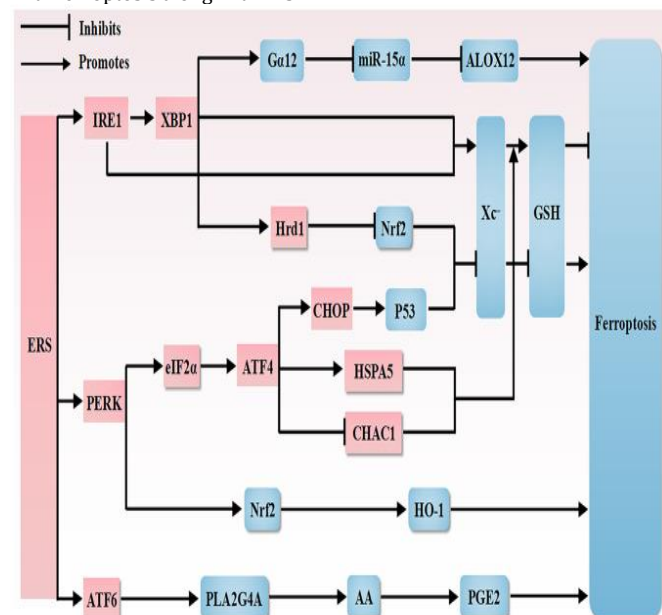 Inhibits
Promotes
Gα12
miR-15α
ALOX12
IRE1
XBP1
Xc⁻
GSH
Hrd1
Nrf2
CHOP
P53
Ferroptosis
ERS
eIF2α
ATF4
HSPA5
PERK
CHAC1
Nrf2
HO-1
ATF6
PLA2G4A
AA
PGE2